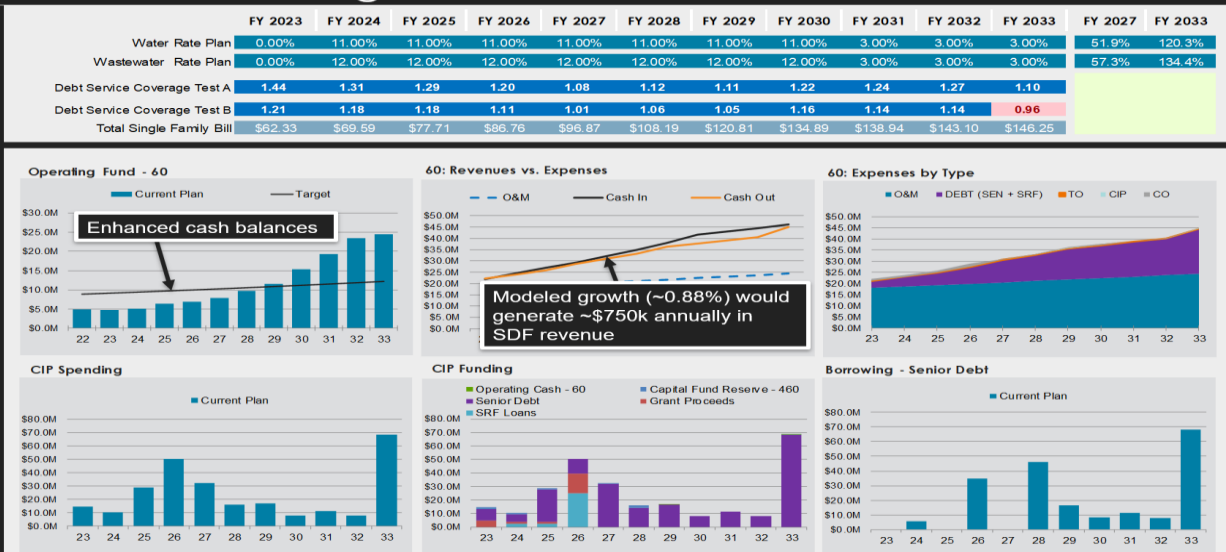 FY 2023 FY 2024 FY 2025 FY 2026 FY 2027 FY 2028 FY 2029 FY 2030 FY 2031 FY 2032 FY 2033 FY 2027 FY 2033
Water Rate Plan 0.00% 11.00% 11.00% 11.00% 11.00% 11.00% 11.00% 11.00% 3.00% 3.00% 3.00% 51.9% 120.3%
Wastewater Rate Plan 0.00% 12.00% 12.00% 12.00% 12.00% 12.00% 12.00% 12.00% 3.00% 3.00% 3.00% 57.3% 134.4%
Debt Service Coverage Test A 1.44 1.31 1.29 1.20 1.08 1.12 1.11 1.22 1.24 1.27 1.10
Debt Service Coverage Test B 1.21 1.18 1.18 1.11 1.01 1.06 1.05 1.16 1.14 1.14 0.96
Total Single Family Bill $62.33 $69.59 $77.71 $86.76 $96.87 $108.19 $120.81 $134.89 $138.94 $143.10 $146.25
Operating Fund - 60
Current Plan Target
$30.0M
$25.0M
$20.0M
$15.0M
$10.0M
$5.0M
$0.0M
22 23 24 25 26 27 28 29 30 31 32 33
Enhanced cash balances
60: Revenues vs. Expenses
O&M Cash In Cash Out
$50.0M
$45.0M
$40.0M
$35.0M
$30.0M
$25.0M
$20.0M
$15.0M
$10.0M
$5.0M
$0.0M
Modeled growth (~0.88%) would
generate ~$750k annually in
SDF revenue
60: Expenses by Type
O&M DEBT (SEN + SRF) TO CIP CO
$50.0M
$45.0M
$40.0M
$35.0M
$30.0M
$25.0M
$20.0M
$15.0M
$10.0M
$5.0M
$0.0M
23 24 25 26 27 28 29 30 31 32 33
CIP Spending
Current Plan
$80.0M
$70.0M
$60.0M
$50.0M
$40.0M
$30.0M
$20.0M
$10.0M
$0.0M
23 24 25 26 27 28 29 30 31 32 33
CIP Funding
Operating Cash - 60 Capital Fund Reserve - 460
Senior Debt Grant Proceeds
SRF Loans
$80.0M
$70.0M
$60.0M
$50.0M
$40.0M
$30.0M
$20.0M
$10.0M
$0.0M
23 24 25 26 27 28 29 30 31 32 33
Borrowing - Senior Debt
Current Plan
$80.0M
$70.0M
$60.0M
$50.0M
$40.0M
$30.0M
$20.0M
$10.0M
$0.0M
23 24 25 26 27 28 29 30 31 32 33